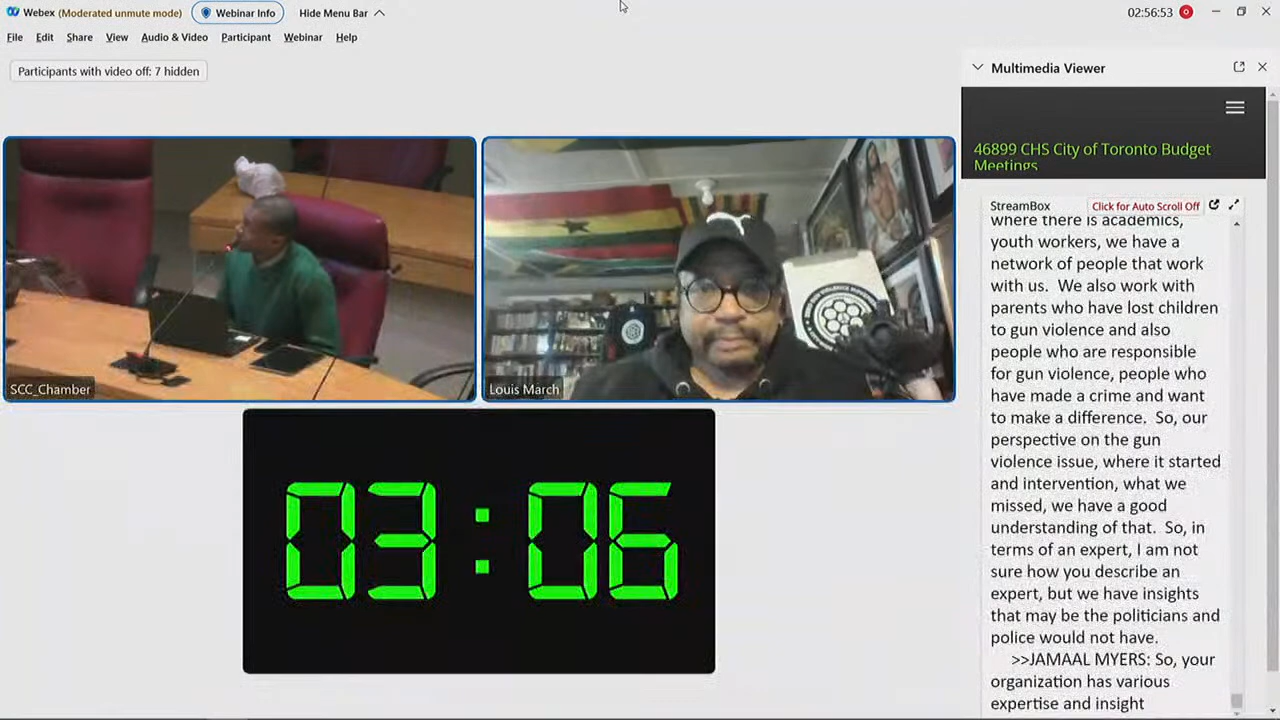 Webex (Moderated unmute mode) Webinar Info Hide Menu Bar 02:56:53
File Edit Share View Audio & Video Participant Webinar Help
Participants with video off: 7 hidden
Multimedia Viewer
46899 CHS City of Toronto Budget
Meetings
StreamBox Click for Auto Scroll Off
where there is academics,
youth workers, we have a
network of people that work
with us. We also work with
parents who have lost children
to gun violence and also
people who are responsible
for gun violence, people who
have made a crime and want
to make a difference. So, our
perspective on the gun
violence issue, where it started
and intervention, what we
missed, we have a good
understanding of that. So, in
terms of an expert, I am not
sure how you describe an
expert, but we have insights
that may be the politicians and
police would not have.
>>JAMAAL MYERS: So, your
organization has various
expertise and insight
SCC_Chamber
Louis March
03:06